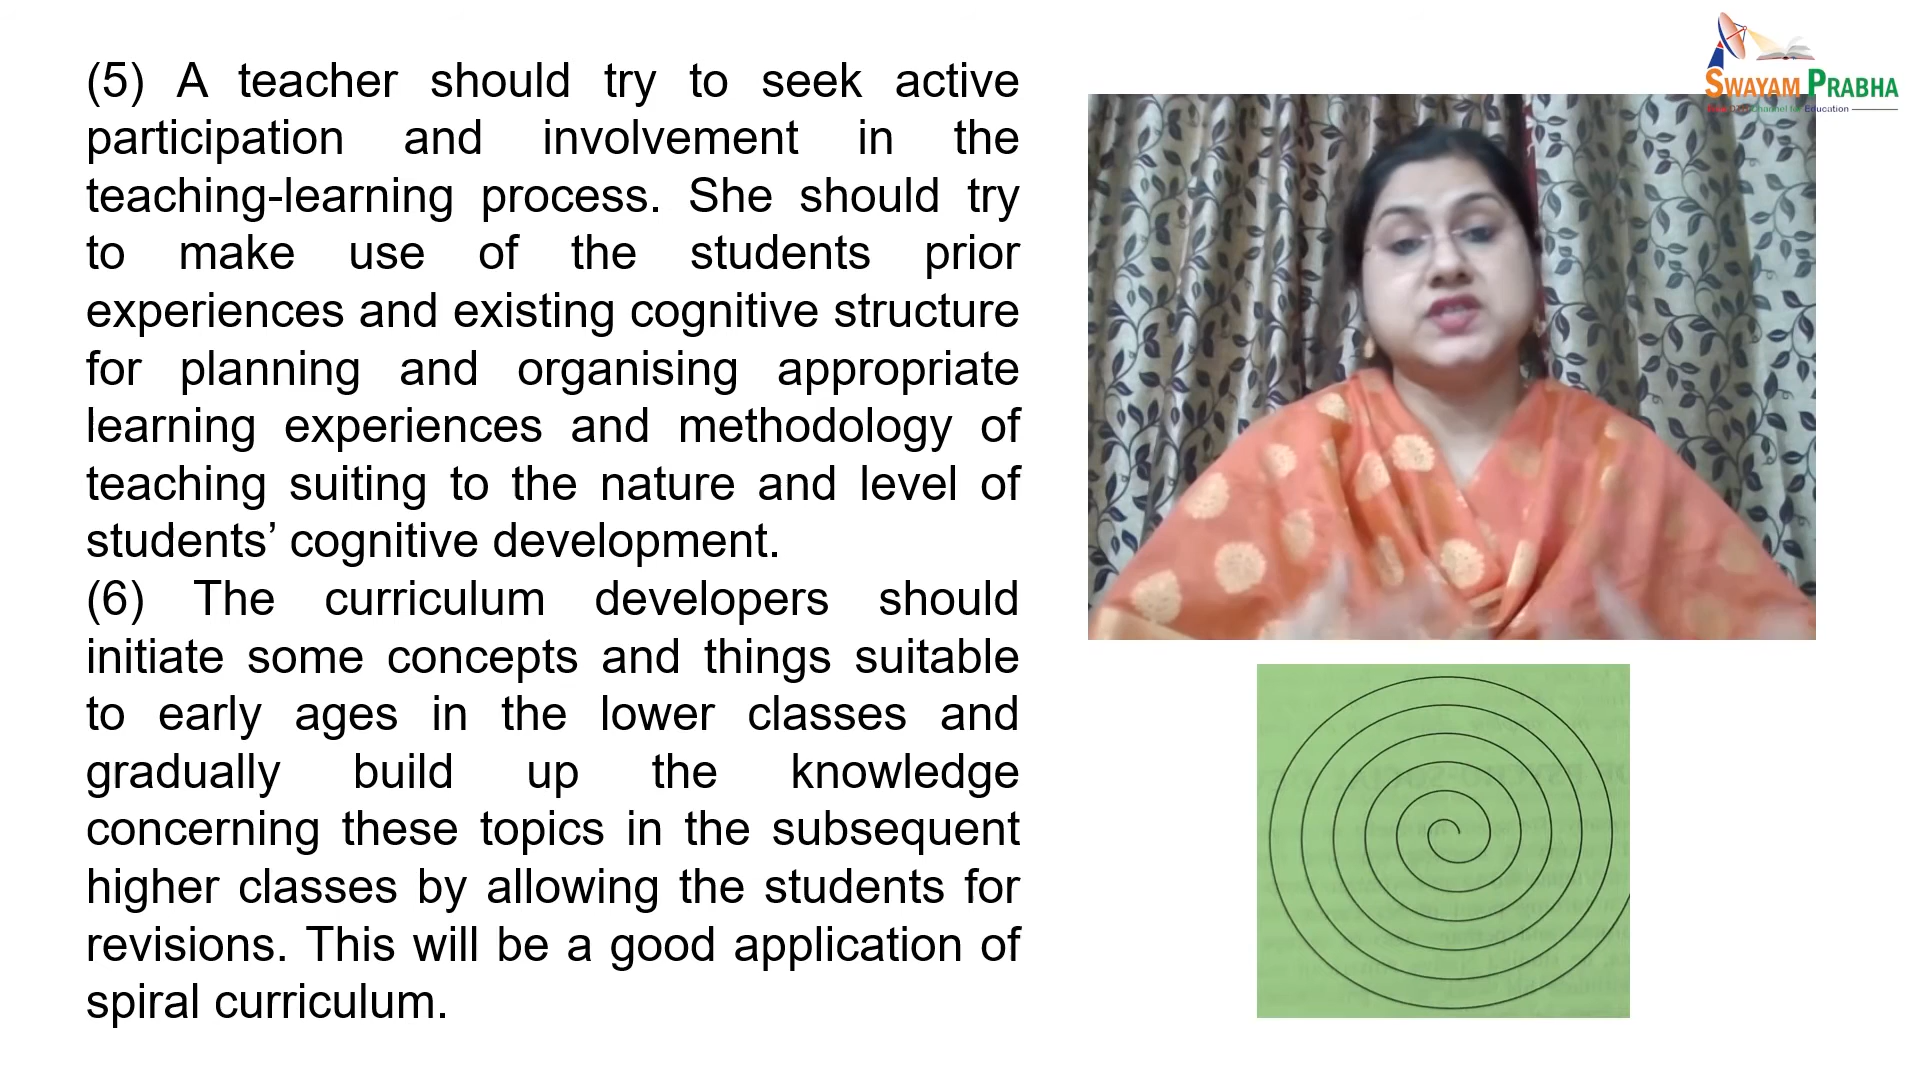 (5) A teacher should try to seek active
participation and involvement in the
teaching-learning process. She should try
to make use of the students prior
experiences and existing cognitive structure
for planning and organising appropriate
learning experiences and methodology of
teaching suiting to the nature and level of
students’ cognitive development.
(6) The curriculum developers should
initiate some concepts and things suitable
to early ages in the lower classes and
gradually build up the knowledge
concerning these topics in the subsequent
higher classes by allowing the students for
revisions. This will be a good application of
spiral curriculum.
SWAYAM PRABHA
Channel for Education